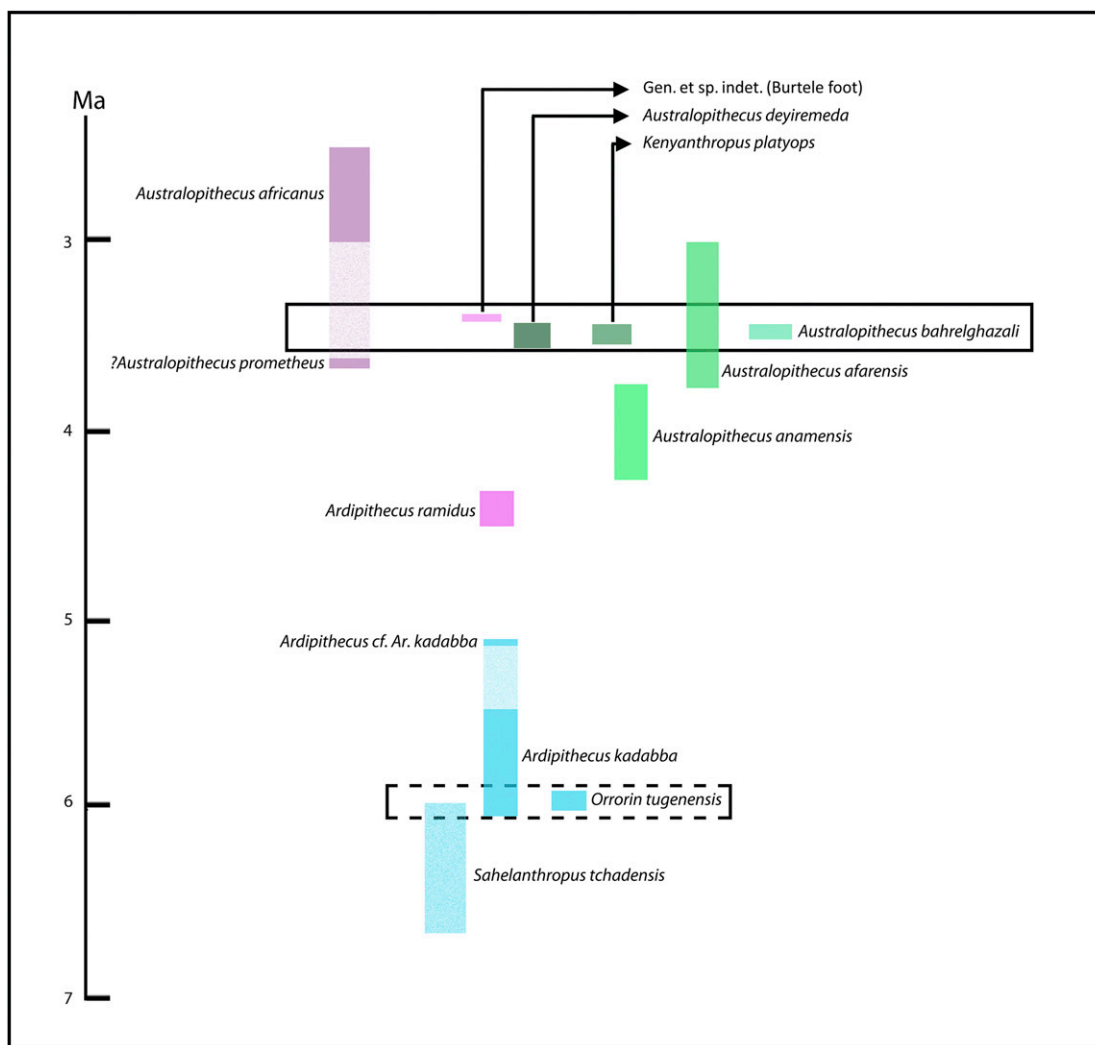 Ma
Gen. et sp. indet. (Burtele foot)
Australopithecus deyiremeda
Kenyanthropus platyops
Australopithecus africanus
3
Australopithecus bahrelghazali
?Australopithecus prometheus
Australopithecus afarensis
4
Australopithecus anamensis
Ardipithecus ramidus
5
Ardipithecus cf. Ar. kadabba
Ardipithecus kadabba
6
Orrorin tugenensis
Sahelanthropus tchadensis
7